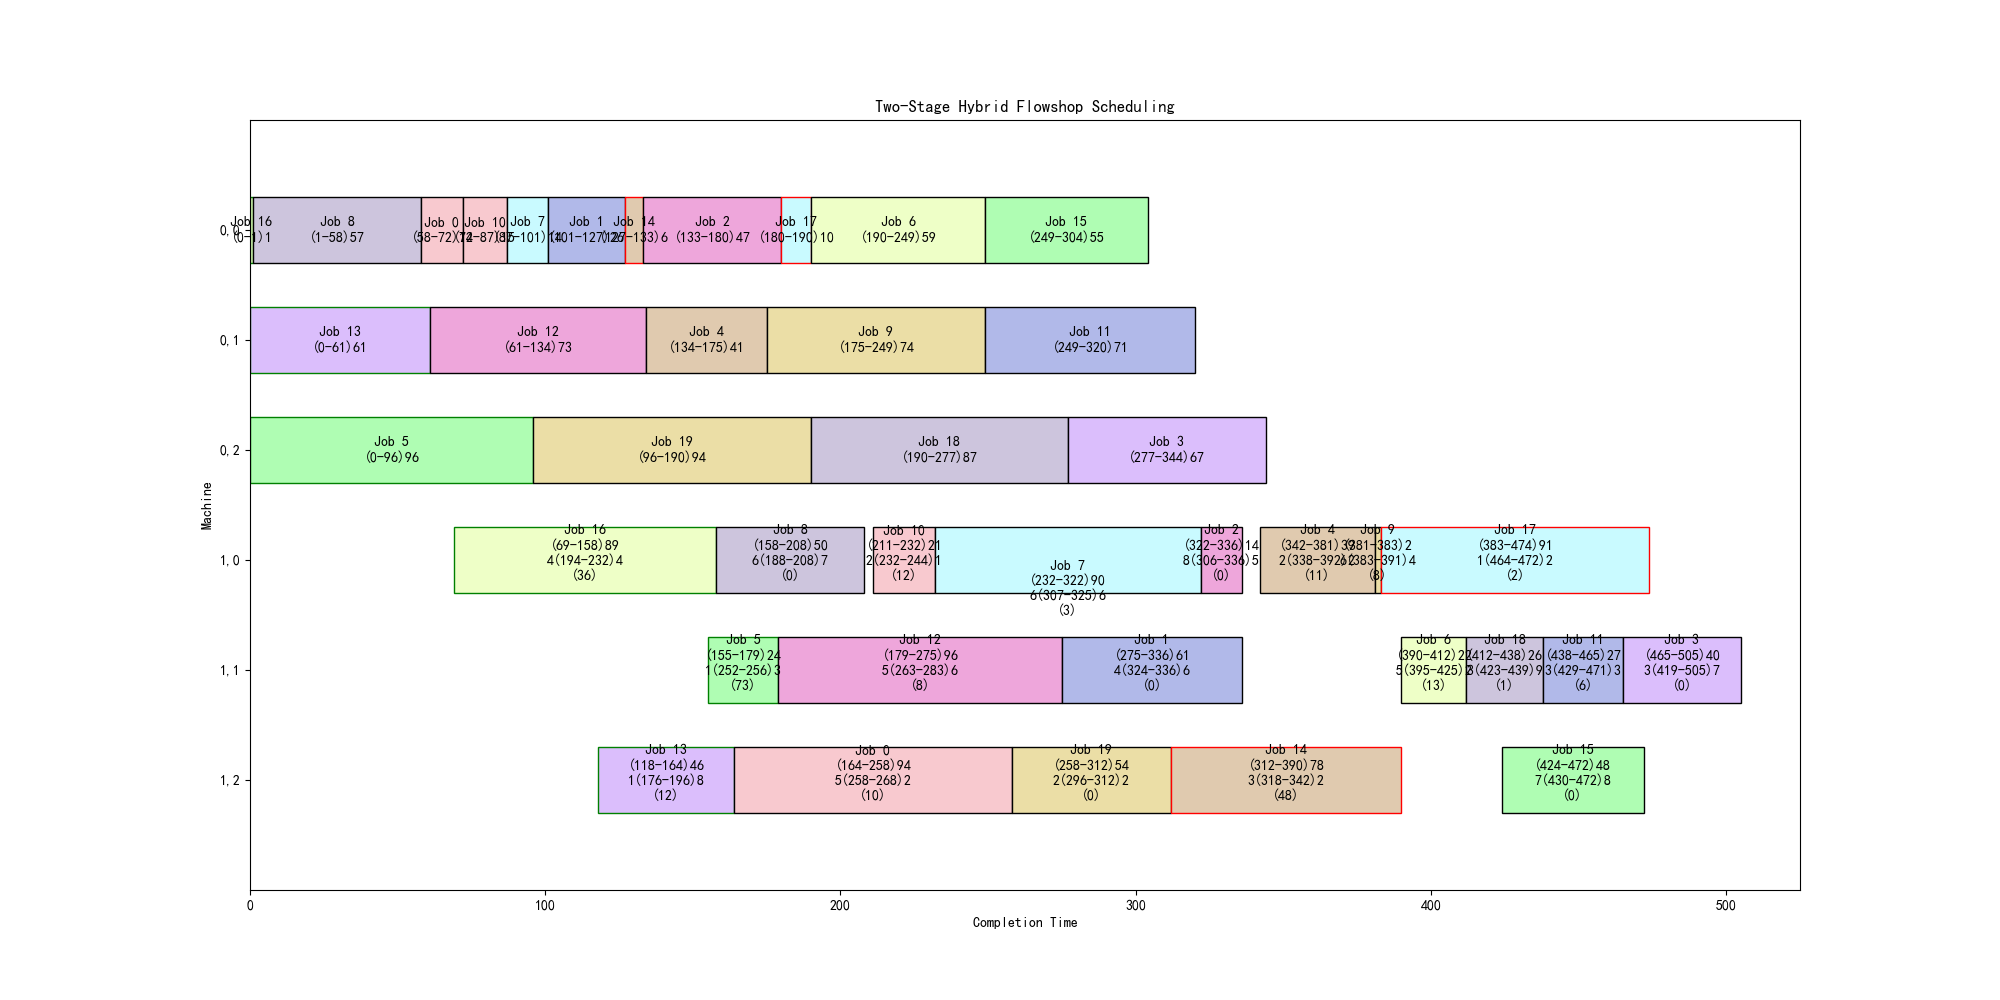 Two-Stage Hybrid Flowshop Scheduling
Machine
0,0
Job 16
(0-1)1
Job 8
(1-58)57
Job 0
(58-72)14
Job 10
(72-87)15
Job 7
(87-101)14
Job 1
(101-127)26
Job 14
(127-133)6
Job 2
(133-180)47
Job 17
(180-190)10
Job 6
(190-249)59
Job 15
(249-304)55
0,1
Job 13
(0-61)61
Job 12
(61-134)73
Job 4
(134-175)41
Job 9
(175-249)74
Job 11
(249-320)71
0,2
Job 5
(0-96)96
Job 19
(96-190)94
Job 18
(190-277)87
Job 3
(277-344)67
1,0
Job 16
(69-158)89
4(194-232)4
(36)
Job 8
(158-208)50
6(188-208)7
(0)
Job 10
(211-232)21
2(232-244)1
(12)
Job 7
(232-322)90
6(307-325)6
(3)
Job 2
(322-336)14
8(306-336)5
(0)
Job 4
(342-381)39
2(338-392)2
(11)
Job 9
(381-383)2
(383-391)4
(8)
Job 17
(383-474)91
1(464-472)2
(2)
1,1
Job 5
(155-179)24
1(252-256)3
(73)
Job 12
(179-275)96
5(263-283)6
(8)
Job 1
(275-336)61
4(324-336)6
(0)
Job 6
(390-412)22
5(395-425)
(13)
Job 18
(412-438)26
(423-439)9
(1)
Job 11
(438-465)27
3(429-471)3
(6)
Job 3
(465-505)40
3(419-505)7
(0)
1,2
Job 13
(118-164)46
1(176-196)8
(12)
Job 0
(164-258)94
5(258-268)2
(10)
Job 19
(258-312)54
2(296-312)2
(0)
Job 14
(312-390)78
3(318-342)2
(48)
Job 15
(424-472)48
7(430-472)8
(0)
0
100
200
300
400
500
Completion Time